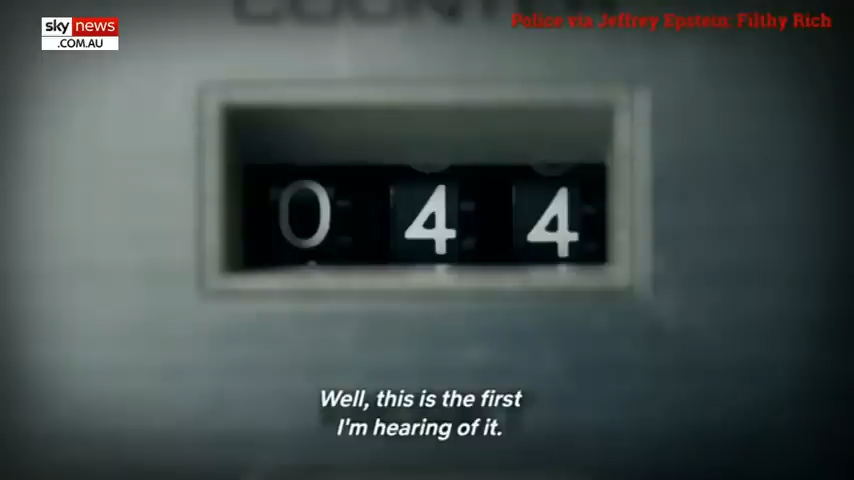 COUNTER
sky news
.COM.AU
Police via Jeffrey Epstein: Filthy Rich
0 4 4
Well, this is the first
I'm hearing of it.